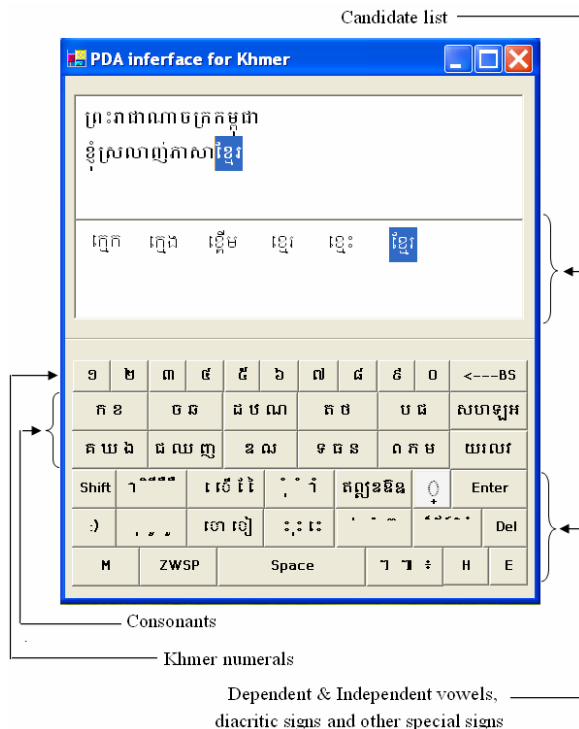 Candidate list
PDA inferface for Khmer
ព្រះរាជាណាចក្រកម្ពុជា
ខ្ញុំស្រលាញ់ភាសាខ្មែរ
ក្មេក ក្មេង ខ្ពើម ខ្មេរ ខ្មេះ ខ្មែរ
១ ២ ៣ ៤ ៥ ៦ ៧ ៨ ៩ ០ <---BS
ក ខ ច ឆ ដ ឋ ណ ត ថ ប ផ សហឡអ
គ ឃ ង ជ ឈ ញ ឌ ឍ ទ ធ ន ព ភ ម យរលវ
Shift Enter
:) Del
M ZWSP Space H E
Consonants
Khmer numerals
Dependent & Independent vowels,
diacritic signs and other special signs